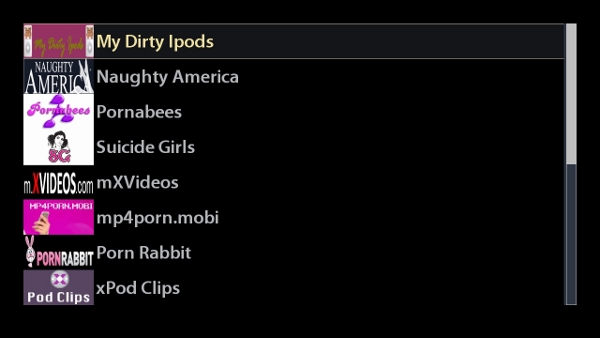 My Dirty Ipods
My Dirty Ipods
NAUGHTY
AMERICA
Naughty America
Pornabees
Pornabees
SG
Suicide Girls
m.XVIDEOS.com
mXVideos
MP4PORN.MOBI
mp4porn.mobi
PORNRABBIT
Porn Rabbit
Pod Clips
xPod Clips